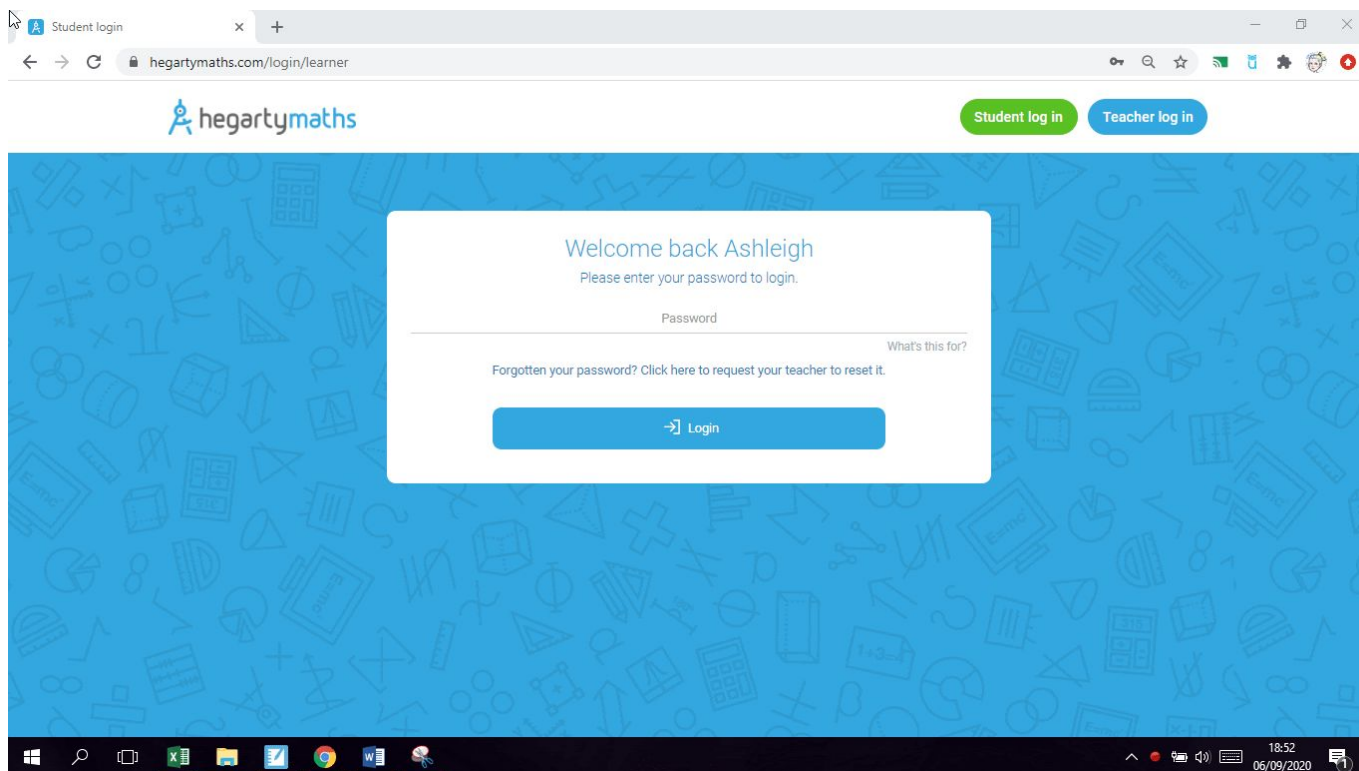 Student login
hegartymaths.com/login/learner
hegartymaths
Student log in
Teacher log in
Welcome back Ashleigh
Please enter your password to login.
Password
What's this for?
Forgotten your password? Click here to request your teacher to reset it.
Login
18:52
06/09/2020